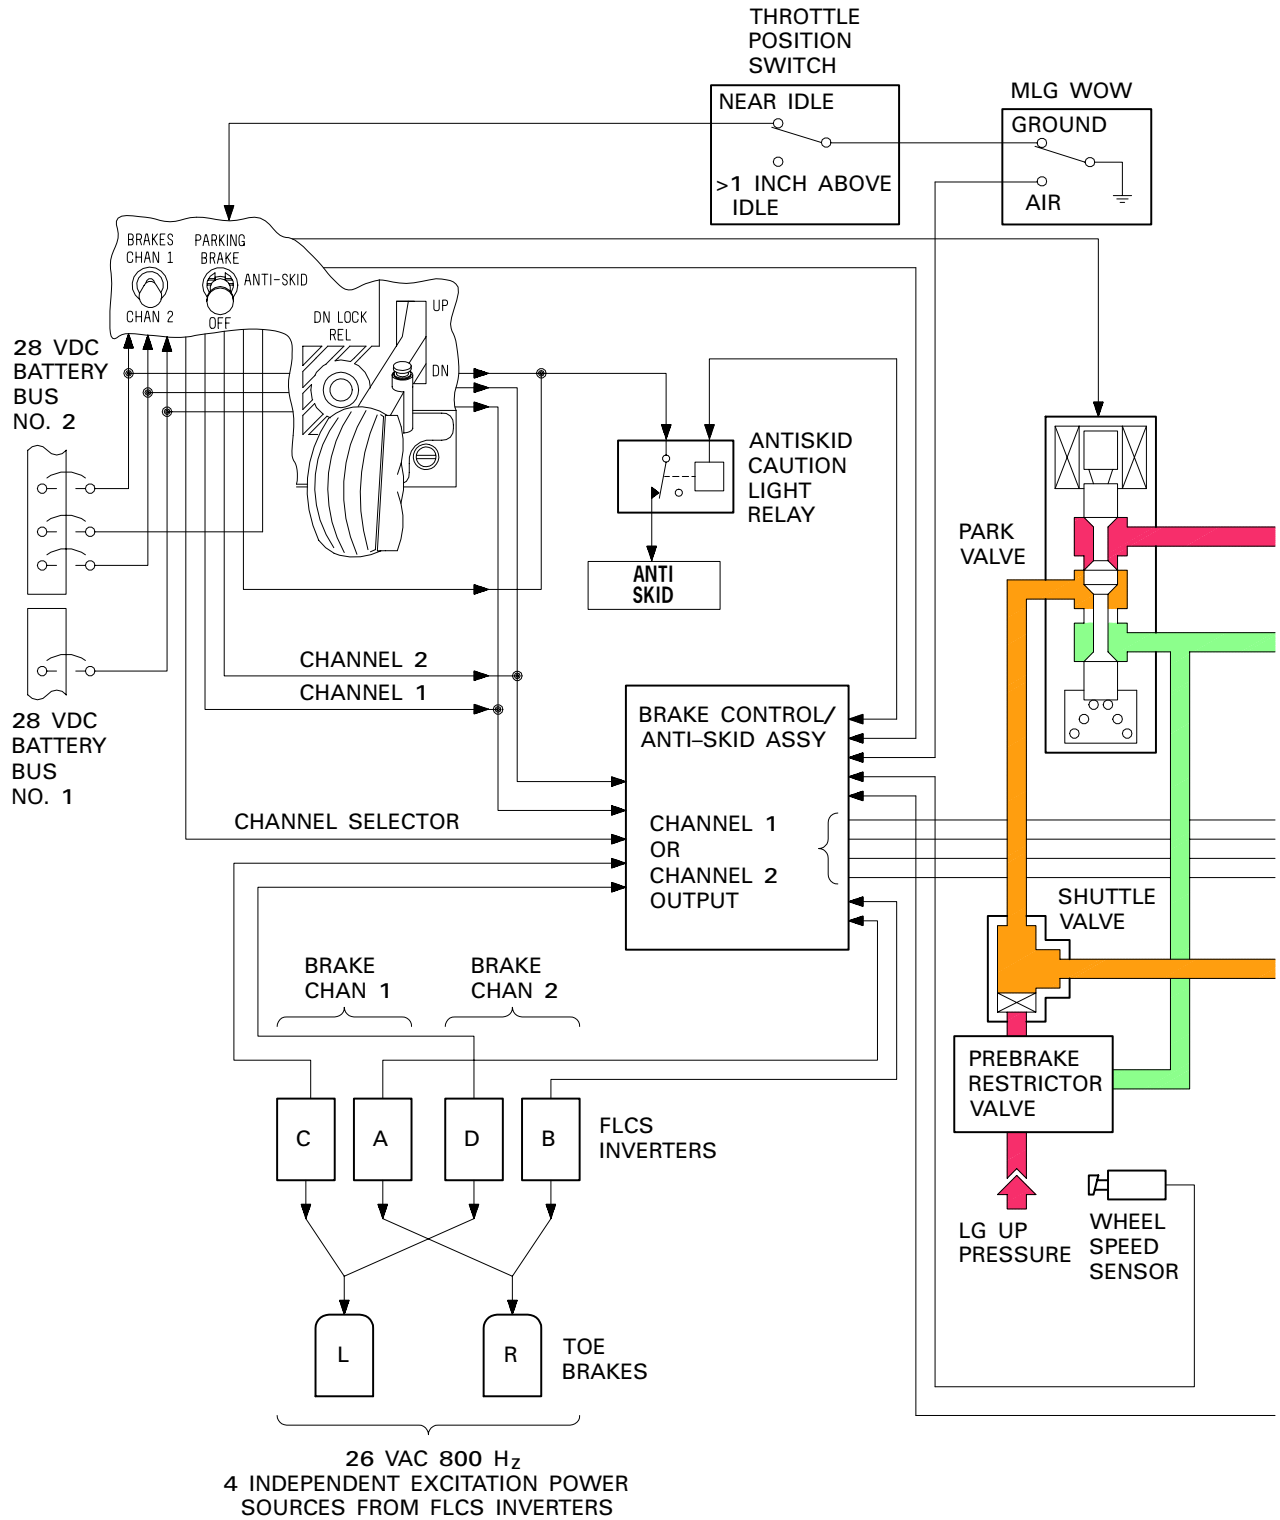 THROTTLE
POSITION
SWITCH
NEAR IDLE
>1 INCH ABOVE
IDLE
MLG WOW
GROUND
AIR
BRAKES
CHAN 1
CHAN 2
PARKING
BRAKE
ANTI-SKID
OFF
DN LOCK
REL
UP
DN
28 VDC
BATTERY
BUS
NO. 2
28 VDC
BATTERY
BUS
NO. 1
ANTISKID
CAUTION
LIGHT
RELAY
ANTI
SKID
PARK
VALVE
CHANNEL 2
CHANNEL 1
CHANNEL SELECTOR
BRAKE CONTROL/
ANTI–SKID ASSY
CHANNEL 1
OR
CHANNEL 2
OUTPUT
SHUTTLE
VALVE
BRAKE
CHAN 1
BRAKE
CHAN 2
PREBRAKE
RESTRICTOR
VALVE
C
A
D
B
FLCS
INVERTERS
LG UP
PRESSURE
WHEEL
SPEED
SENSOR
L
R
TOE
BRAKES
26 VAC 800 Hz
4 INDEPENDENT EXCITATION POWER
SOURCES FROM FLCS INVERTERS